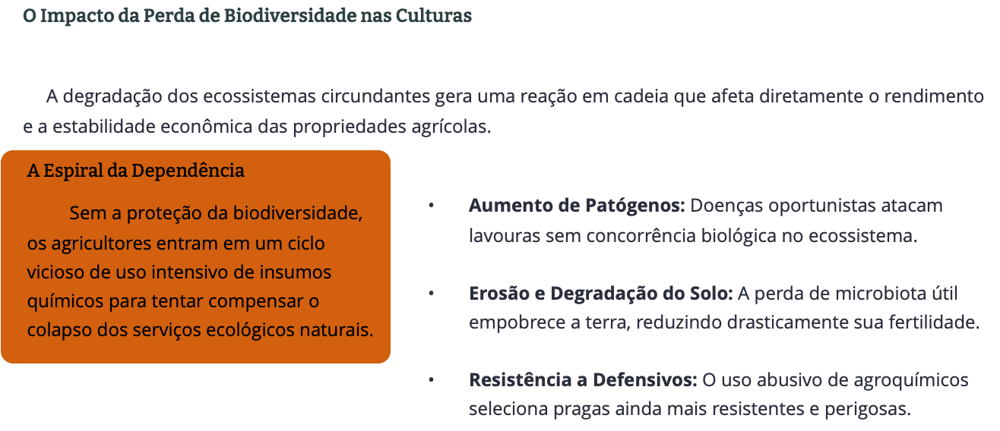 O Impacto da Perda de Biodiversidade nas Culturas
A degradação dos ecossistemas circundantes gera uma reação em cadeia que afeta diretamente o rendimento
e a estabilidade econômica das propriedades agrícolas.
A Espiral da Dependência
Sem a proteção da biodiversidade,
os agricultores entram em um ciclo
vicioso de uso intensivo de insumos
químicos para tentar compensar o
colapso dos serviços ecológicos naturais.
• Aumento de Patógenos: Doenças oportunistas atacam
lavouras sem concorrência biológica no ecossistema.
• Erosão e Degradação do Solo: A perda de microbiota útil
empobrece a terra, reduzindo drasticamente sua fertilidade.
• Resistência a Defensivos: O uso abusivo de agroquímicos
seleciona pragas ainda mais resistentes e perigosas.